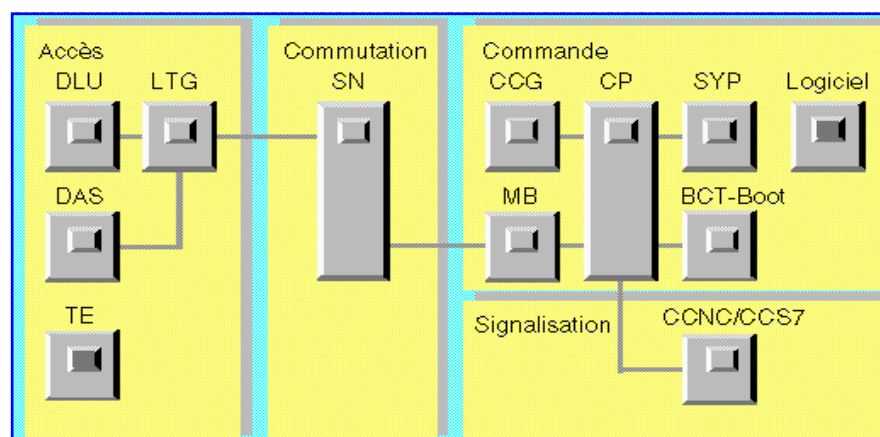 Accès
DLU LTG
DAS
TE
Commutation
SN
Commande
CCG CP SYP Logiciel
MB BCT-Boot
Signalisation CCNC/CCS7